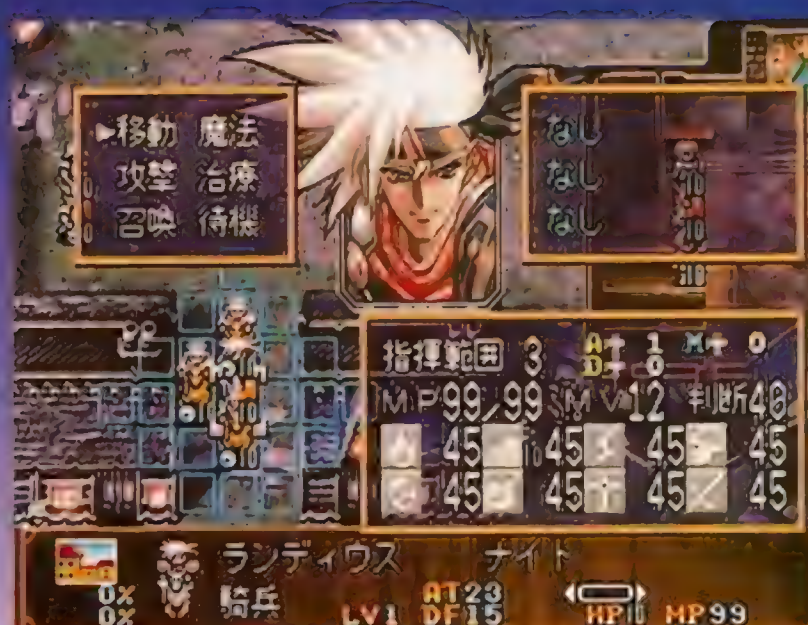 ▶移動 魔法
攻撃 治療
召喚 待機
なし
なし
なし
指揮範囲 3 A+ 1 M+ 0
D+ 0
MP99/99 MV12 判断40
45 45 45 45
45 45 45 45
ランディウス ナイト
0% 騎兵 AT23
0% LV1 DF15 HP10 MP99